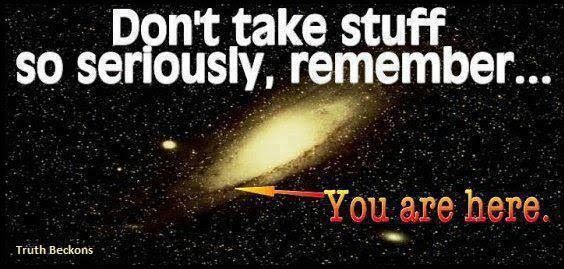 Don't take stuff
so seriously, remember...
You are here.
Truth Beckons